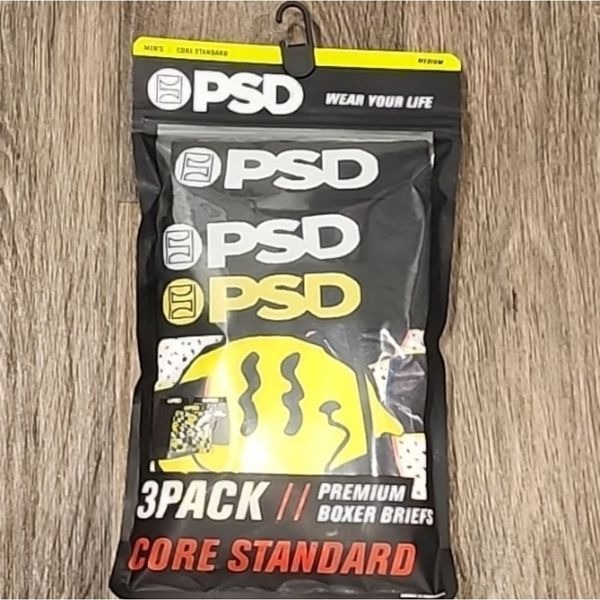 MEN'S // CORE STANDARD
MEDIUM
PSD WEAR YOUR LIFE
PSD
PSD
PSD
3PACK // PREMIUM
BOXER BRIEFS
CORE STANDARD